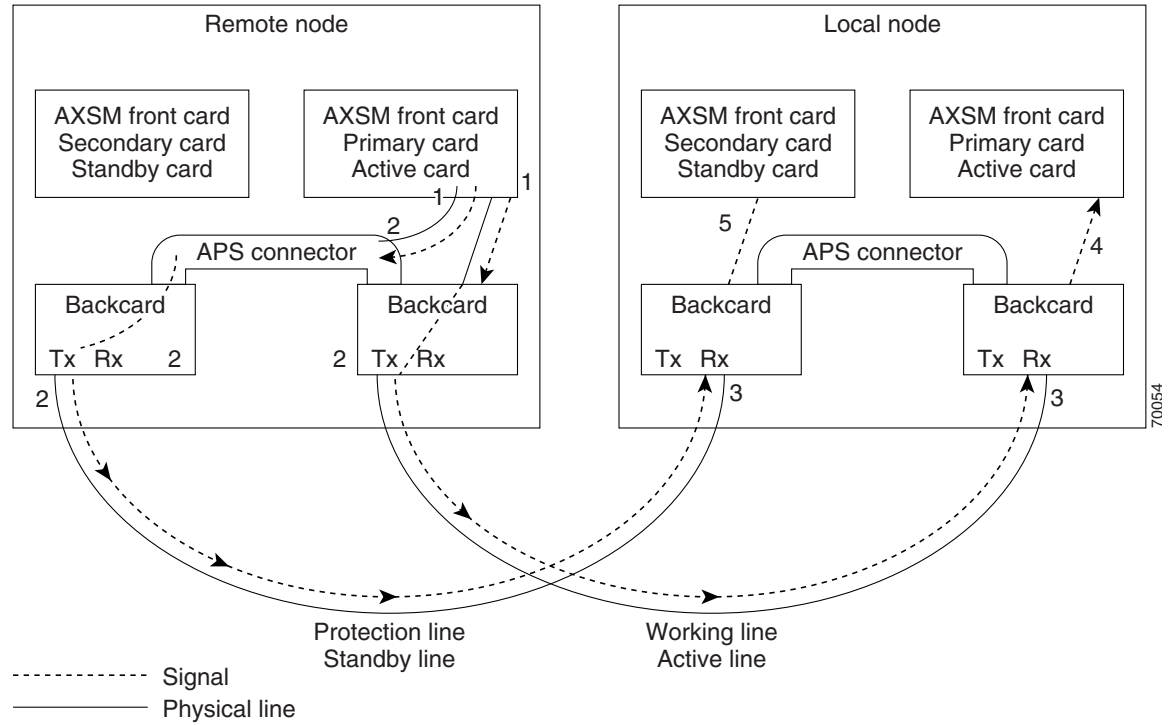 Remote node
Local node
AXSM front card
Secondary card
Standby card
AXSM front card
Primary card
Active card
AXSM front card
Secondary card
Standby card
AXSM front card
Primary card
Active card
1
1
2
5
4
APS connector
APS connector
Backcard
Backcard
Backcard
Backcard
Tx Rx 2
2 Tx Rx
Tx Rx
Tx Rx
2
3
3
70054
Protection line
Standby line
Working line
Active line
Signal
Physical line